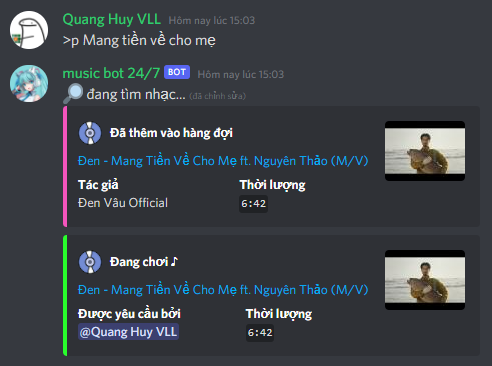 Quang Huy VLL Hôm nay lúc 15:03
>p Mang tiền về cho mẹ
music bot 24/7 BOT Hôm nay lúc 15:03
🔎 đang tìm nhạc... (đã chỉnh sửa)
Đã thêm vào hàng đợi
Đen - Mang Tiền Về Cho Mẹ ft. Nguyên Thảo (M/V)
Tác giả Thời lượng
Đen Vâu Official 6:42
Đang chơi ♪
Đen - Mang Tiền Về Cho Mẹ ft. Nguyên Thảo (M/V)
Được yêu cầu bởi Thời lượng
@Quang Huy VLL 6:42